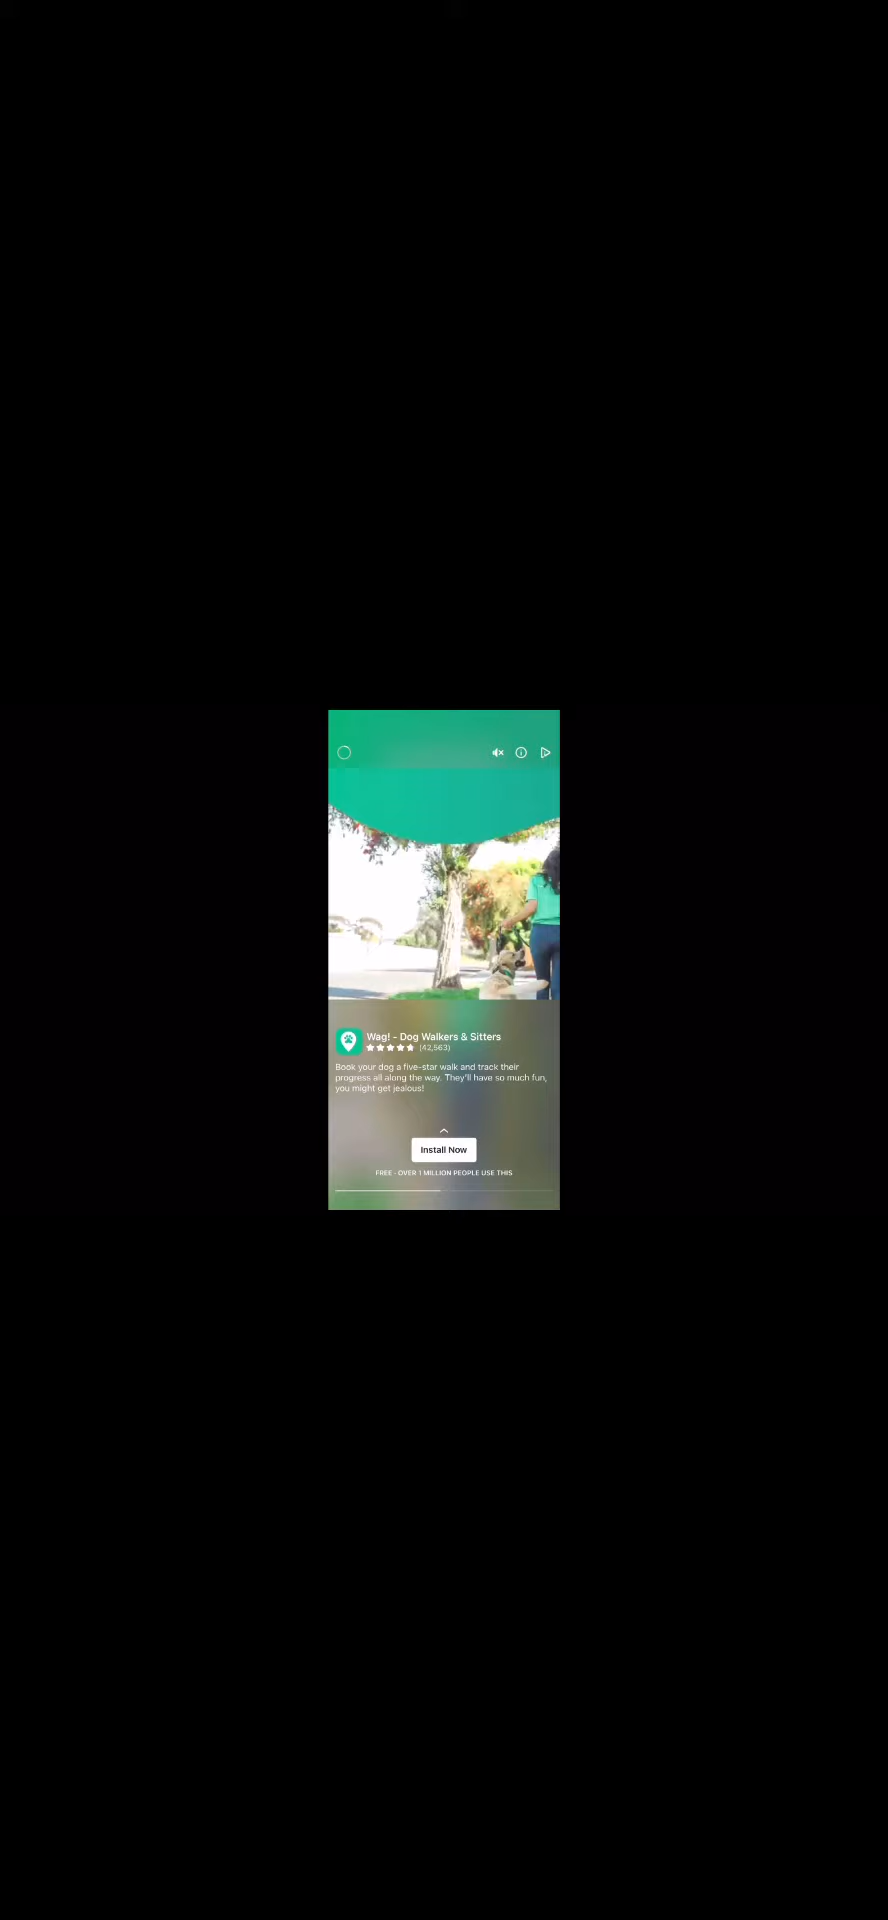 Wag! - Dog Walkers & Sitters
(42,563)
Book your dog a five-star walk and track their
progress all along the way. They'll have so much fun,
you might get jealous!
Install Now
FREE - OVER 1 MILLION PEOPLE USE THIS